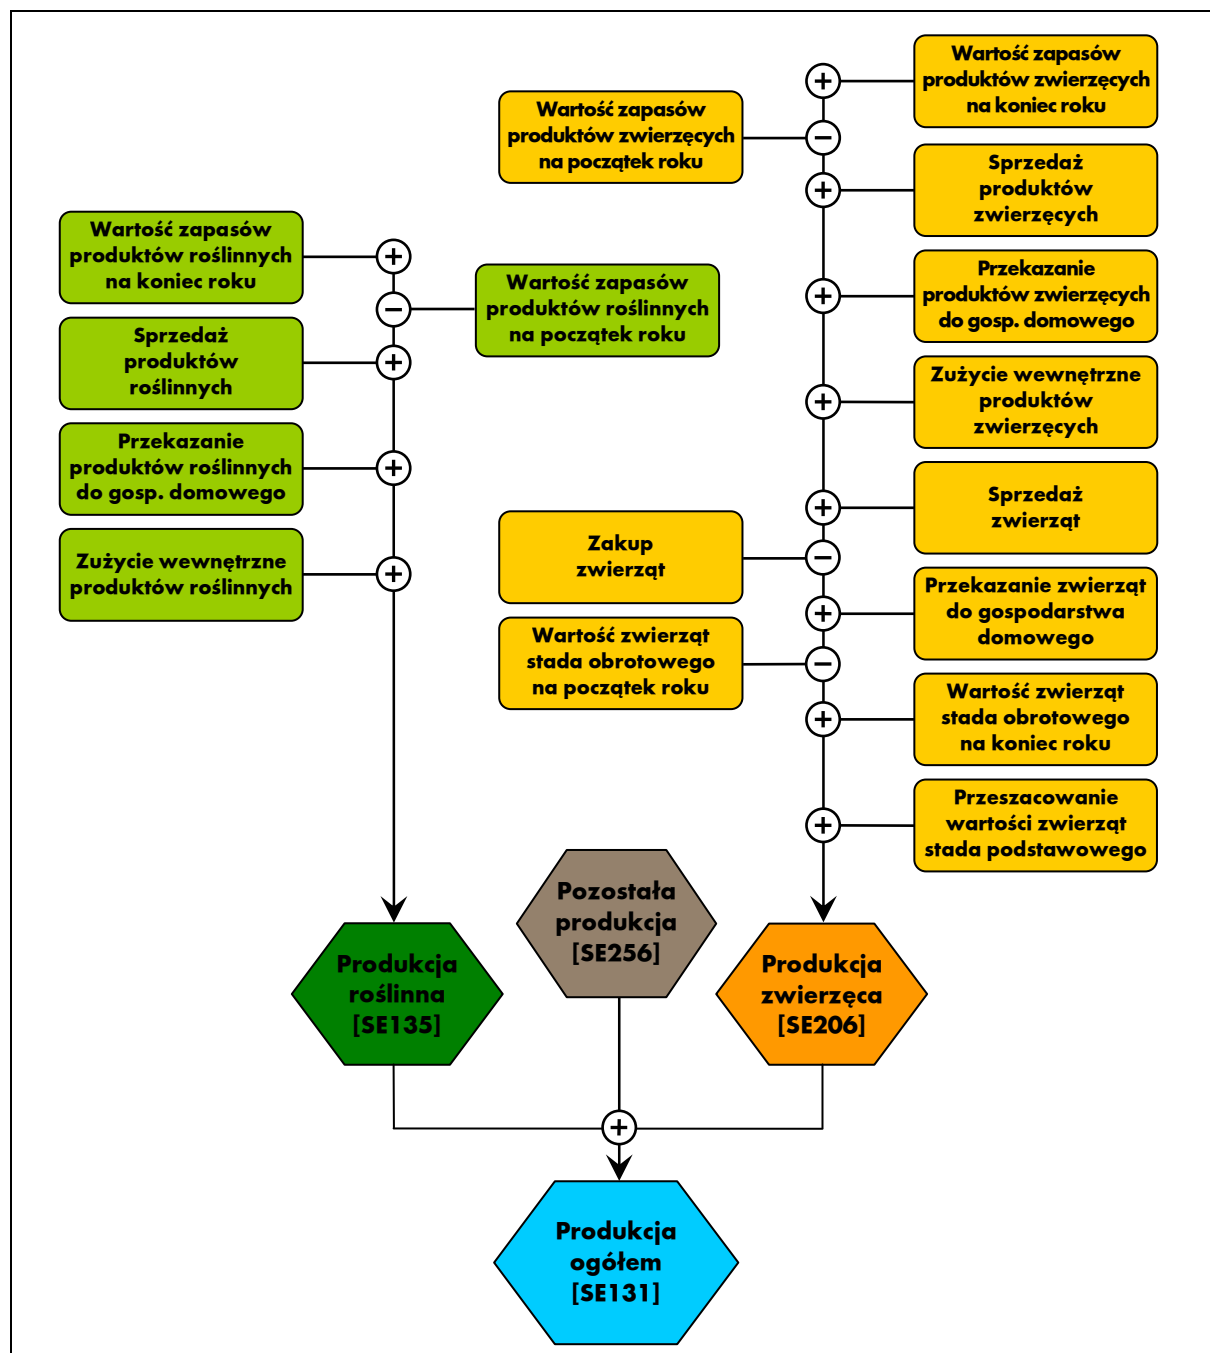 Wartość zapasów
produktów zwierzęcych
na koniec roku
Wartość zapasów
produktów zwierzęcych
na początek roku
Sprzedaż
produktów
zwierzęcych
Wartość zapasów
produktów roślinnych
na koniec roku
Wartość zapasów
produktów roślinnych
na początek roku
Przekazanie
produktów zwierzęcych
do gosp. domowego
Sprzedaż
produktów
roślinnych
Zużycie wewnętrzne
produktów
zwierzęcych
Przekazanie
produktów roślinnych
do gosp. domowego
Sprzedaż
zwierząt
Zużycie wewnętrzne
produktów roślinnych
Zakup
zwierząt
Przekazanie zwierząt
do gospodarstwa
domowego
Wartość zwierząt
stada obrotowego
na początek roku
Wartość zwierząt
stada obrotowego
na koniec roku
Przeszacowanie
wartości zwierząt
stada podstawowego
Pozostała
produkcja
[SE256]
Produkcja
roślinna
[SE135]
Produkcja
zwierzęca
[SE206]
Produkcja
ogółem
[SE131]